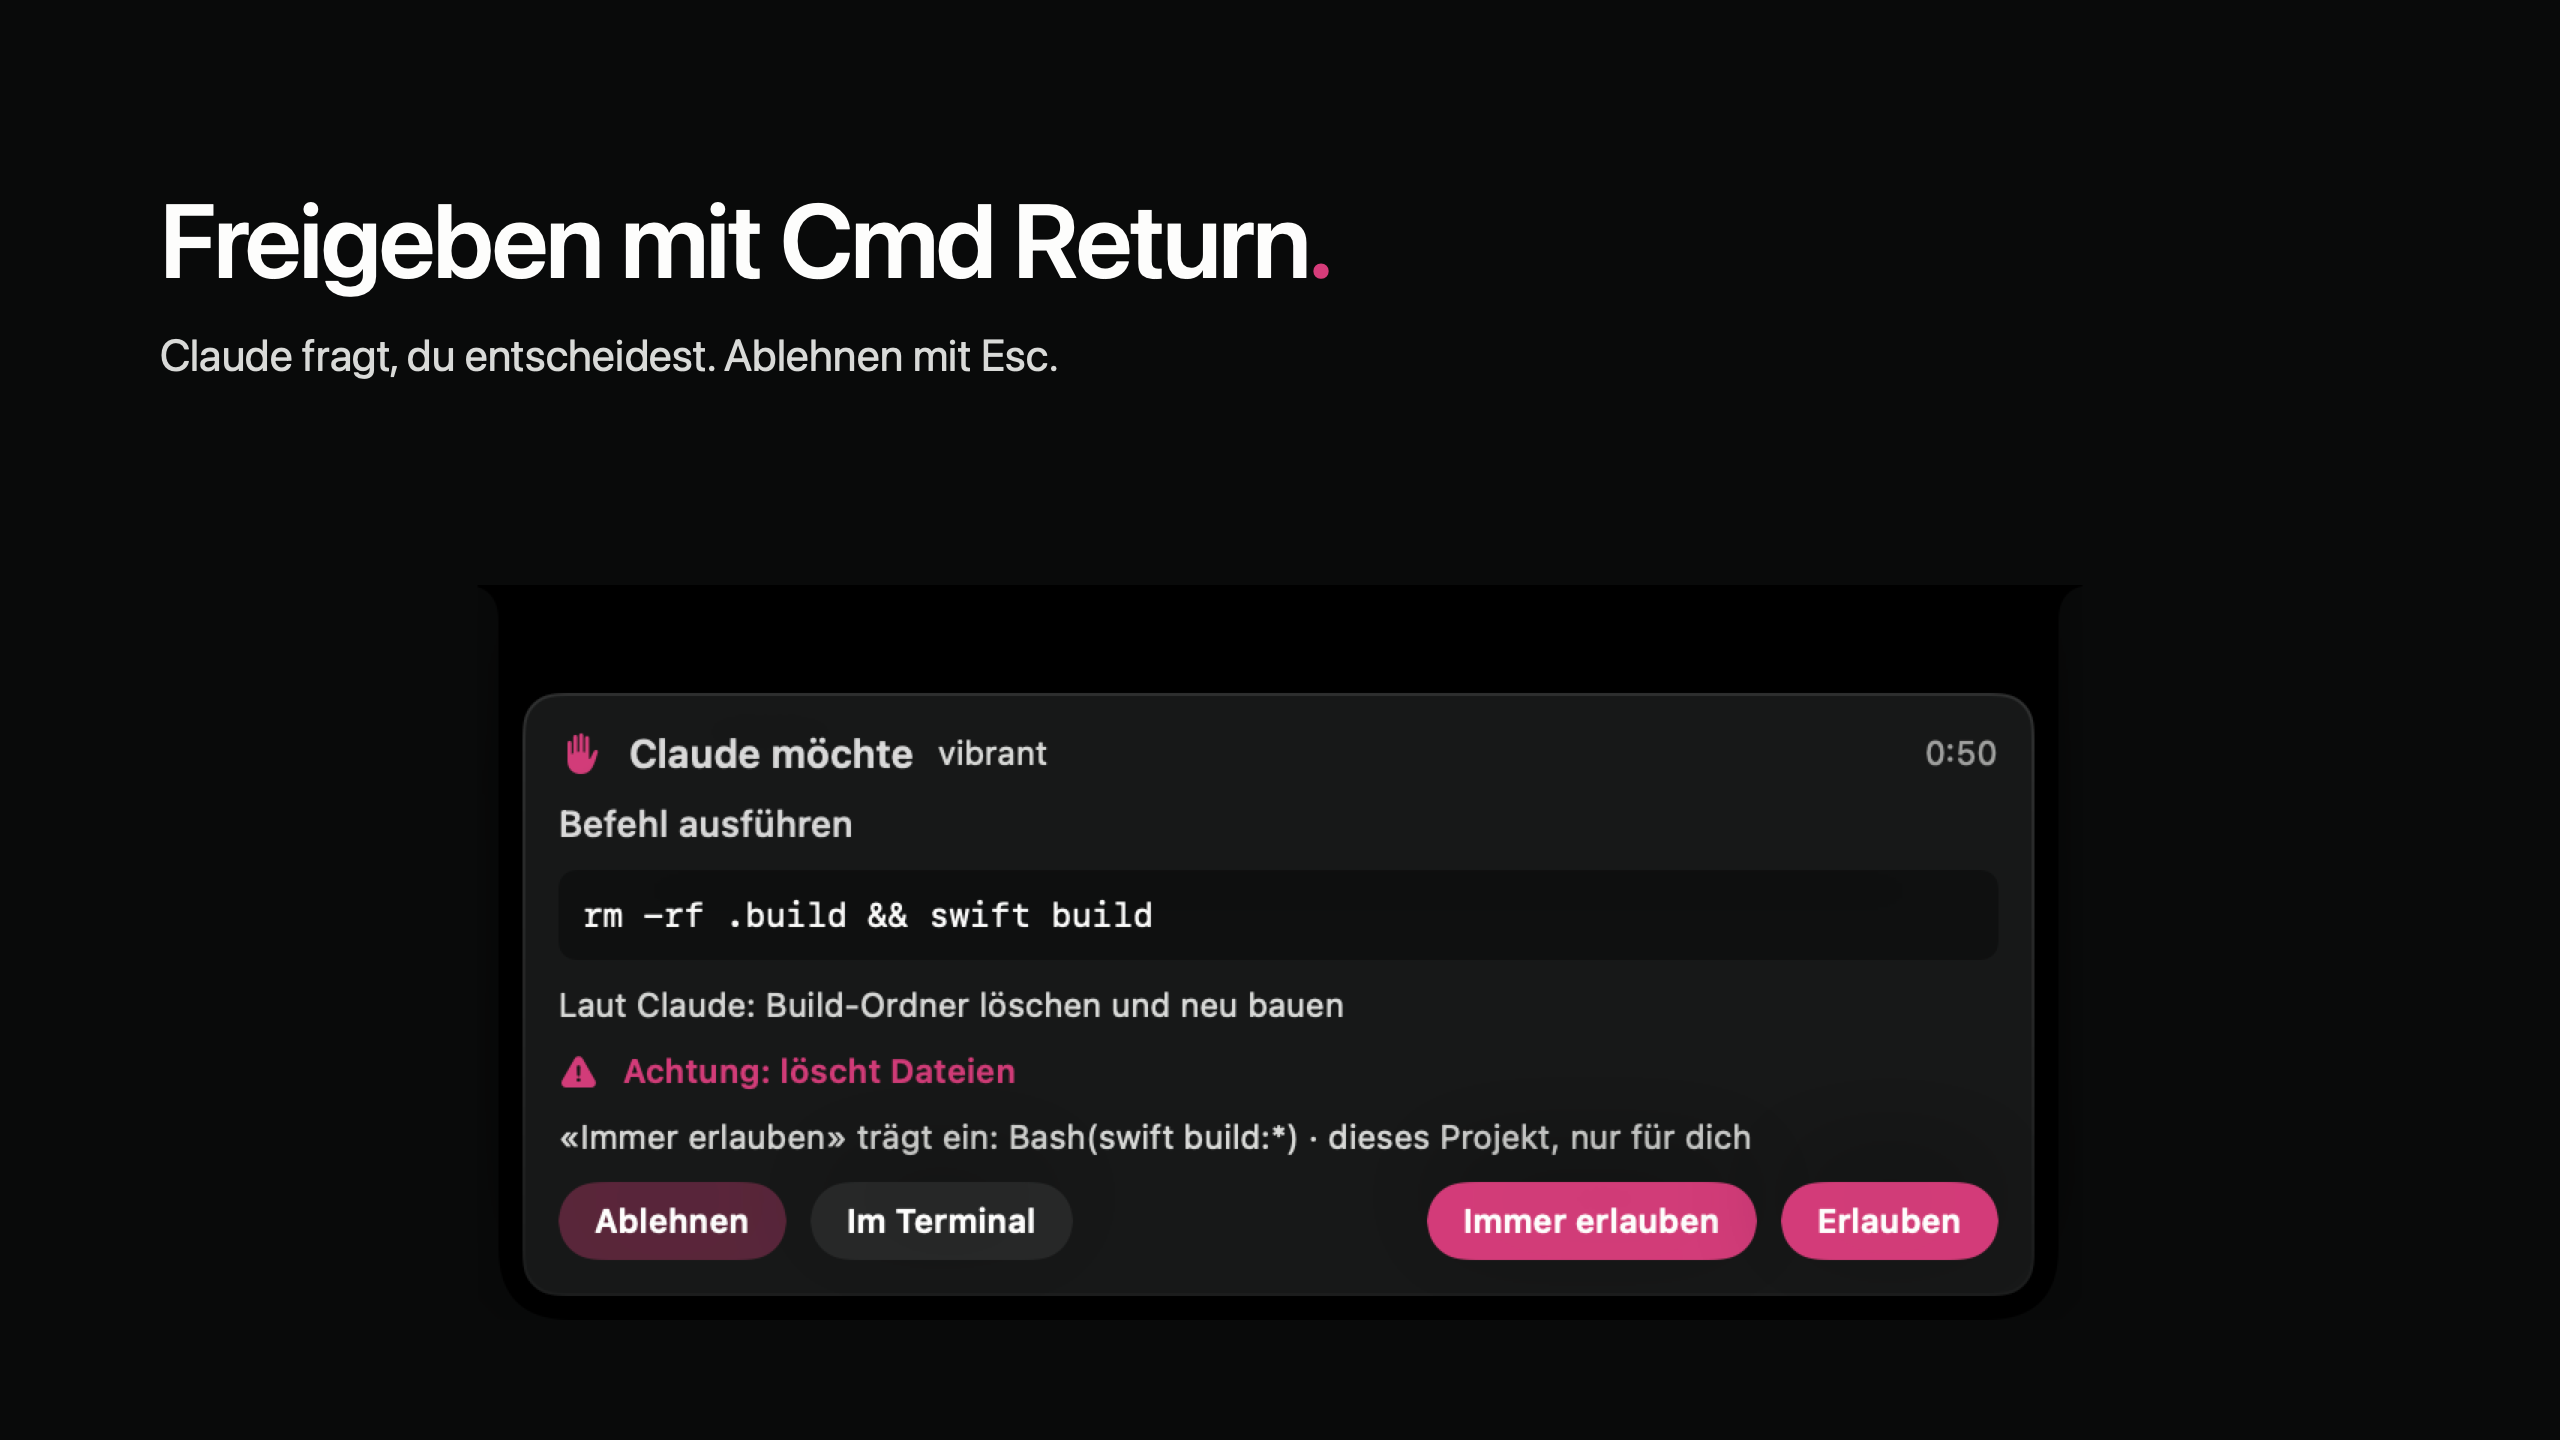 Freigeben mit Cmd Return.
Claude fragt, du entscheidest. Ablehnen mit Esc.
Claude möchte vibrant 0:50
Befehl ausführen
rm -rf .build && swift build
Laut Claude: Build-Ordner löschen und neu bauen
Achtung: löscht Dateien
«Immer erlauben» trägt ein: Bash(swift build:*) · dieses Projekt, nur für dich
Ablehnen Im Terminal Immer erlauben Erlauben